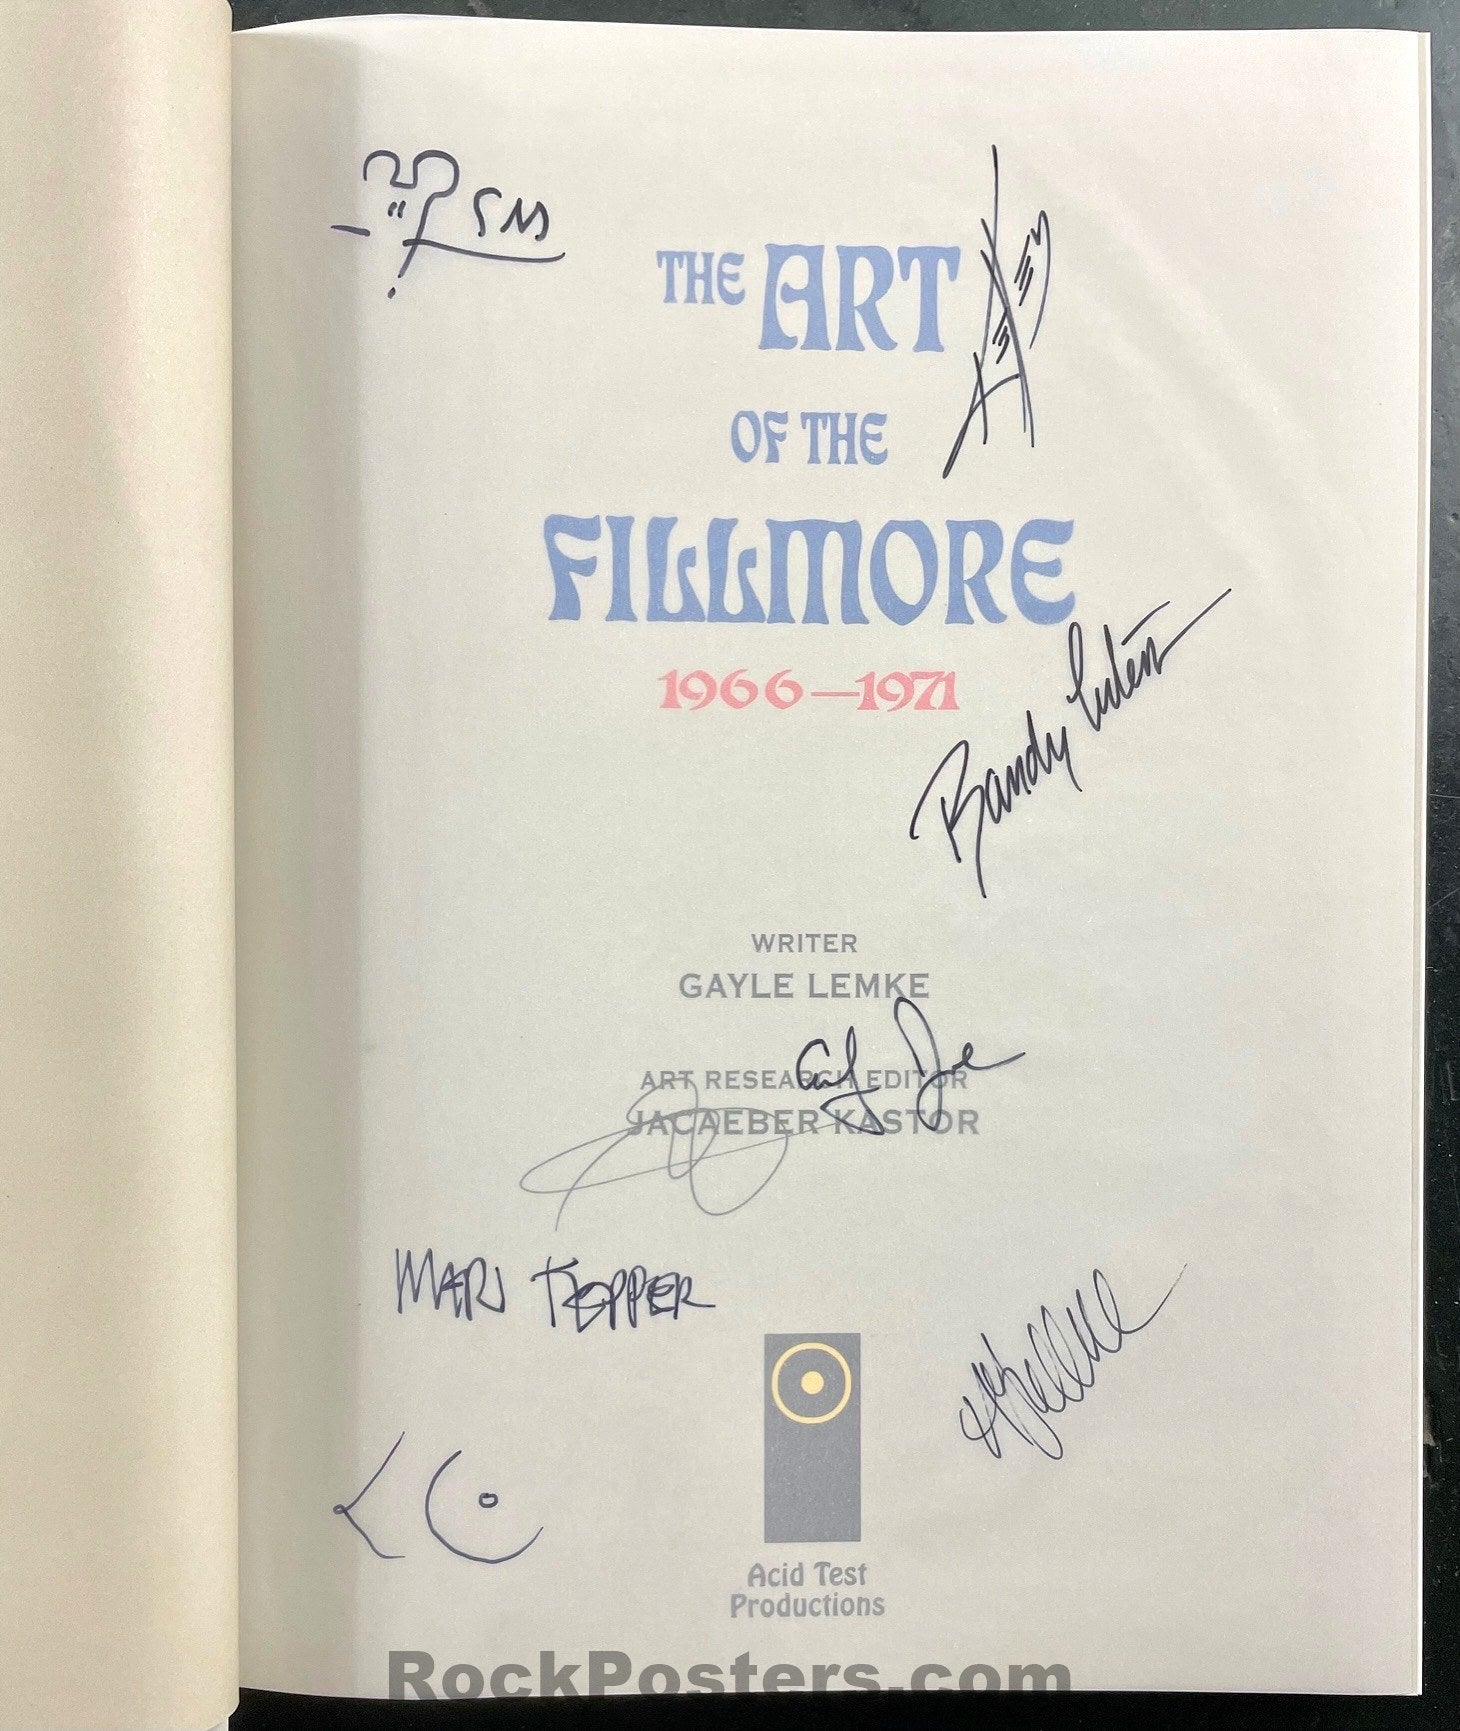 THE ART
OF THE
FILLMORE
1966—1971
Randy Tuten
WRITER
GAYLE LEMKE
ART RESEARCH EDITOR
JACAEBER KASTOR
MARI TEPPER
Acid Test
Productions
RockPosters.com